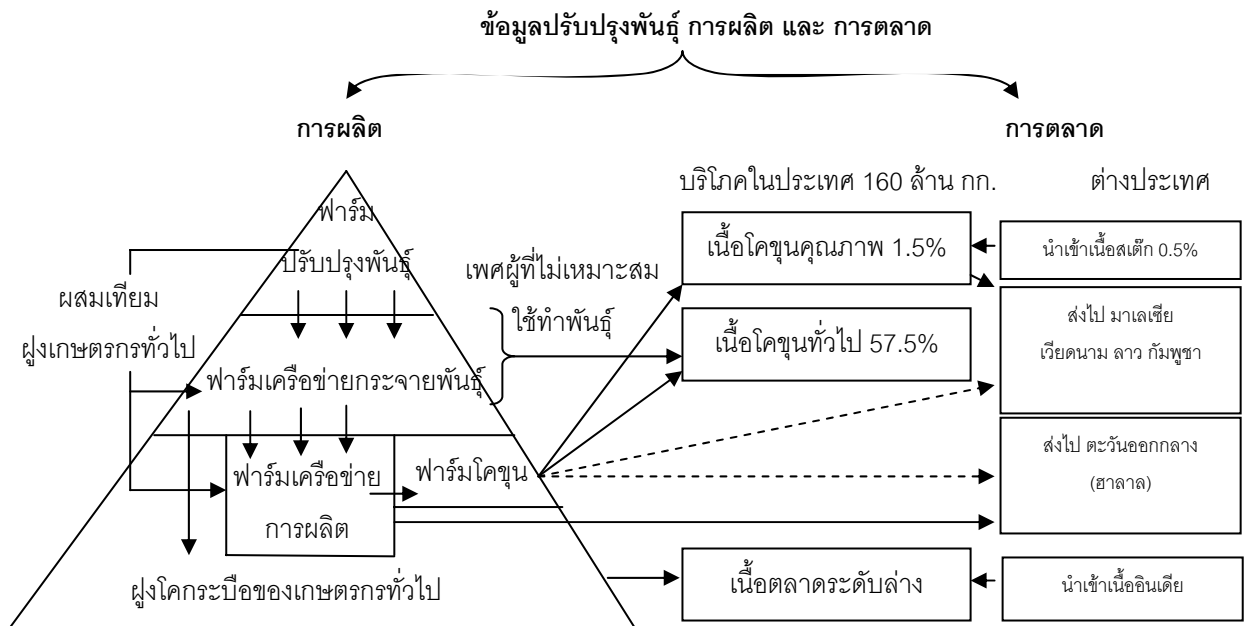 ข้อมูลปรับปรุงพันธุ์ การผลิต และ การตลาด
การผลิต
การตลาด
บริโภคในประเทศ 160 ล้าน กก.
ต่างประเทศ
ฟาร์ม
ปรับปรุงพันธุ์
ผสมเทียม
ฝูงเกษตรกรทั่วไป
เพศผู้ที่ไม่เหมาะสม
ใช้ทำพันธุ์
ฟาร์มเครือข่ายกระจายพันธุ์
ฟาร์มเครือข่าย
การผลิต
ฟาร์มโคขุน
ฝูงโคกระบือของเกษตรกรทั่วไป
เนื้อโคขุนคุณภาพ 1.5%
เนื้อโคขุนทั่วไป 57.5%
เนื้อตลาดระดับล่าง
นำเข้าเนื้อสเต๊ก 0.5%
ส่งไป มาเลเซีย
เวียดนาม ลาว กัมพูชา
ส่งไป ตะวันออกกลาง
(ฮาลาล)
นำเข้าเนื้ออินเดีย